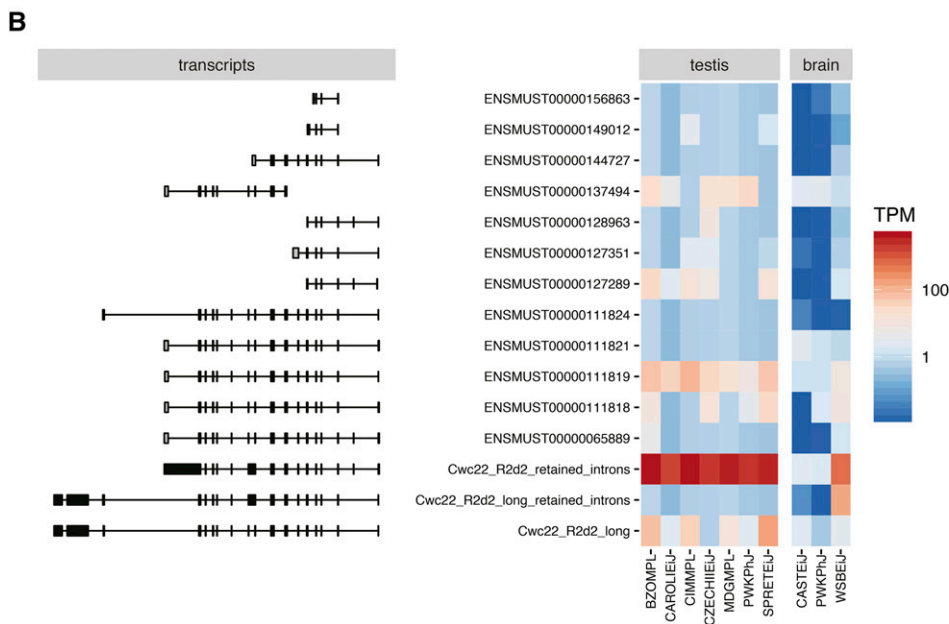 B
transcripts
testis
brain
ENSMUST00000156863
ENSMUST00000149012
ENSMUST00000144727
ENSMUST00000137494
ENSMUST00000128963
ENSMUST00000127351
ENSMUST00000127289
ENSMUST00000111824
ENSMUST00000111821
ENSMUST00000111819
ENSMUST00000111818
ENSMUST00000065889
Cwc22_R2d2_retained_introns
Cwc22_R2d2_long_retained_introns
Cwc22_R2d2_long
TPM
100
1
BZOMPL
CAROLIEiJ
CIMMPL
CZECHIIEiJ
MDGMPL
PWKPhJ
SPRETEiJ
CASTEiJ
PWKPhJ
WSBEiJ